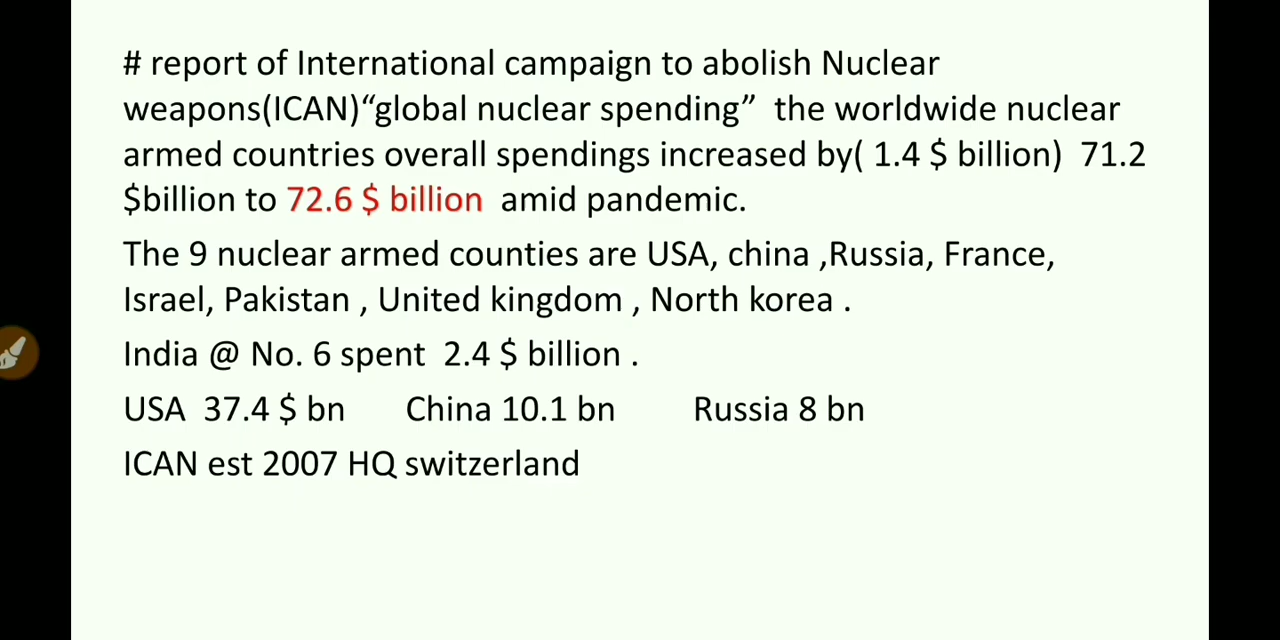 # report of International campaign to abolish Nuclear
weapons(ICAN)“global nuclear spending”  the worldwide nuclear
armed countries overall spendings increased by( 1.4 $ billion)  71.2
$billion to 72.6 $ billion  amid pandemic.
The 9 nuclear armed counties are USA, china ,Russia, France,
Israel, Pakistan , United kingdom , North korea .
India @ No. 6 spent  2.4 $ billion .
USA  37.4 $ bn      China 10.1 bn        Russia 8 bn
ICAN est 2007 HQ switzerland